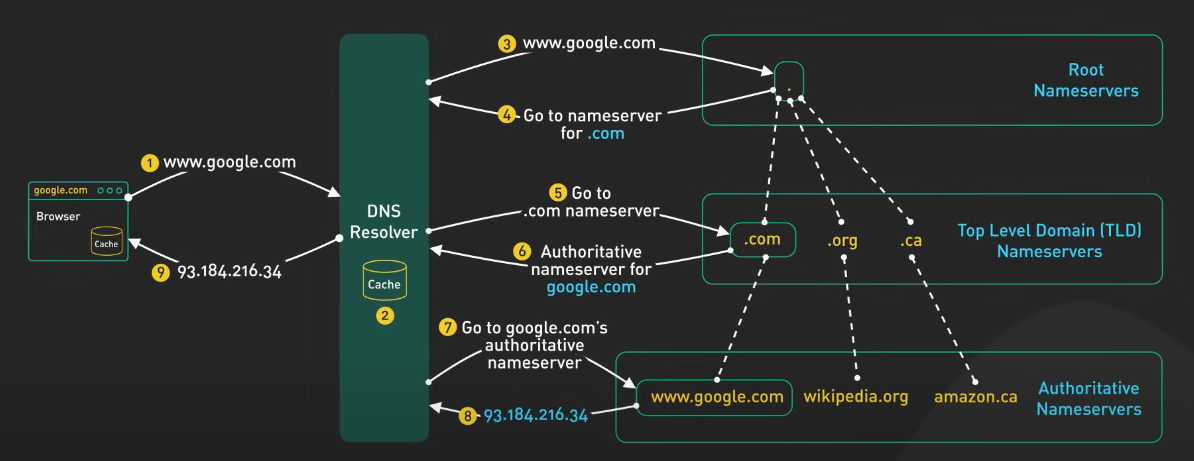 google.com
Browser
Cache
1 www.google.com
9 93.184.216.34
DNS
Resolver
Cache
2
3 www.google.com
4 Go to nameserver
for .com
5 Go to
.com nameserver
6 Authoritative
nameserver for
google.com
7 Go to google.com's
authoritative
nameserver
8 93.184.216.34
.
Root
Nameservers
.com
.org
.ca
Top Level Domain (TLD)
Nameservers
www.google.com
wikipedia.org
amazon.ca
Authoritative
Nameservers